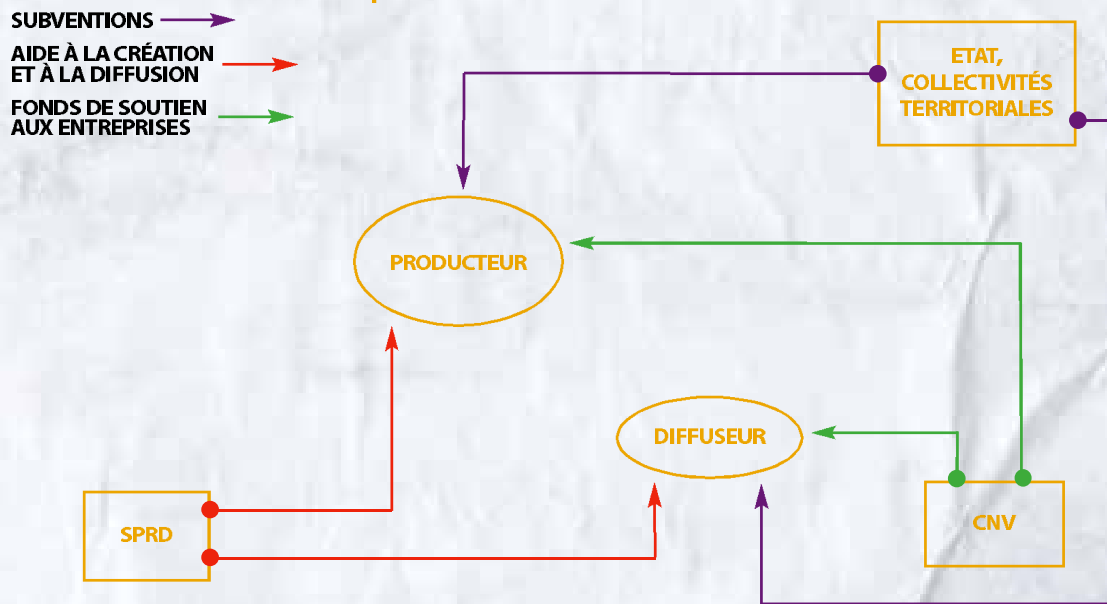 SUBVENTIONS
AIDE À LA CRÉATION
ET À LA DIFFUSION
FONDS DE SOUTIEN
AUX ENTREPRISES
ETAT,
COLLECTIVITÉS
TERRITORIALES
PRODUCTEUR
DIFFUSEUR
SPRD
CNV